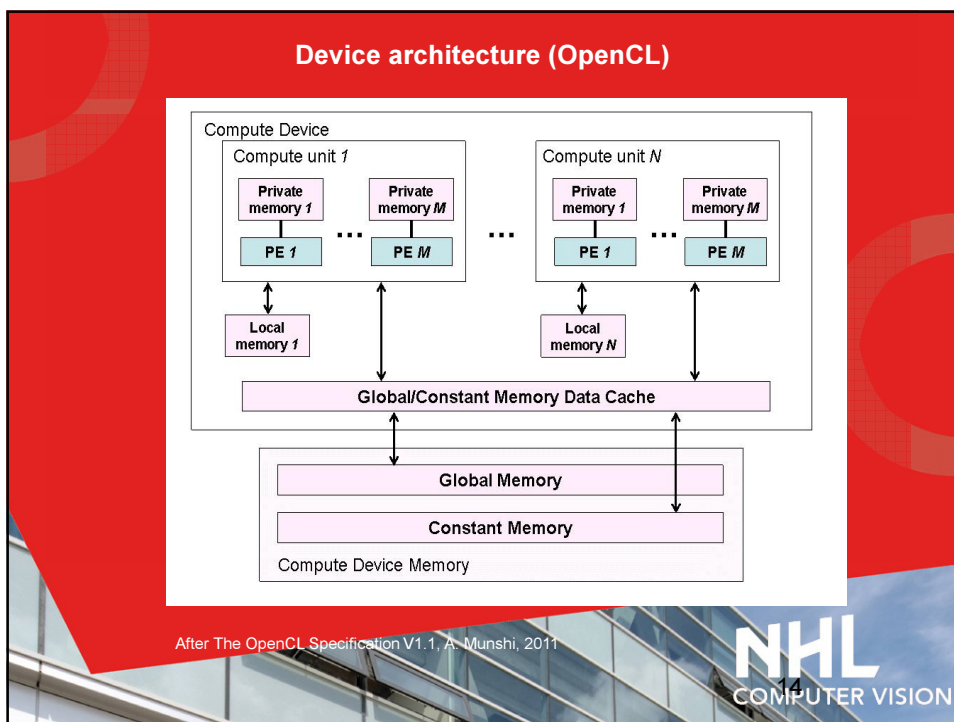 Device architecture (OpenCL)
Compute Device
Compute unit 1
Compute unit N
Private
memory 1
Private
memory M
Private
memory 1
Private
memory M
...
...
...
PE 1
PE M
PE 1
PE M
Local
memory 1
Local
memory N
Global/Constant Memory Data Cache
Global Memory
Constant Memory
Compute Device Memory
After The OpenCL Specification V1.1, A. Munshi, 2011
NHL
14
COMPUTER VISION